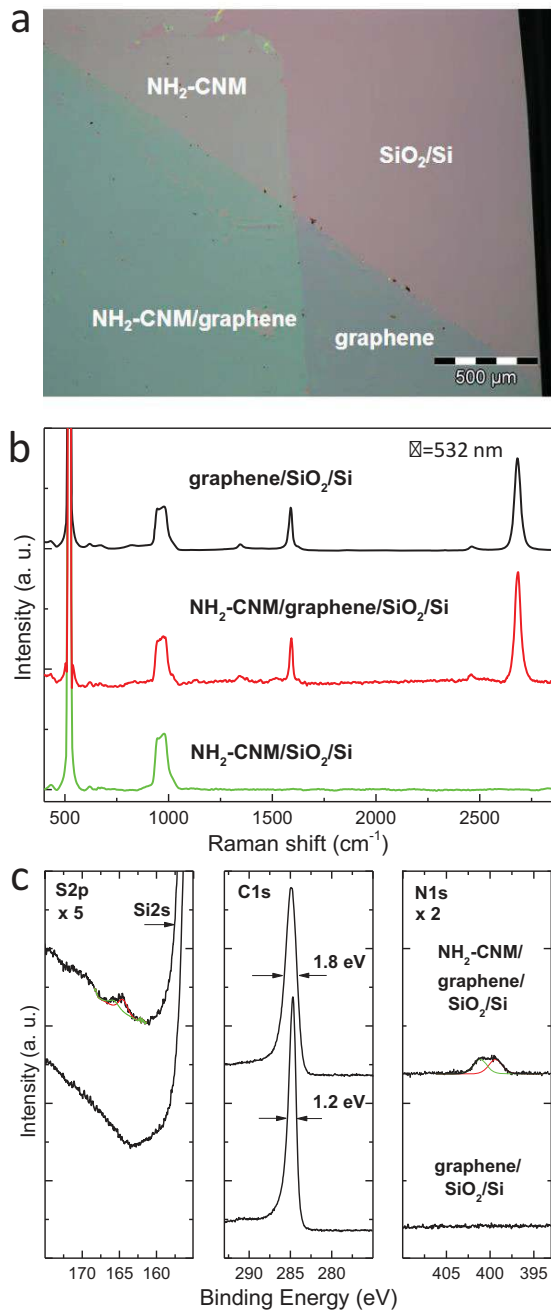 a
NH₂-CNM
SiO₂/Si
NH₂-CNM/graphene
graphene
500 µm
b
☒=532 nm
graphene/SiO₂/Si
NH₂-CNM/graphene/SiO₂/Si
NH₂-CNM/SiO₂/Si
Intensity (a. u.)
500 1000 1500 2000 2500
Raman shift (cm⁻¹)
c
S2p
x 5
Si2s
C1s
1.8 eV
1.2 eV
N1s
x 2
NH₂-CNM/
graphene/
SiO₂/Si
graphene/
SiO₂/Si
Intensity (a. u.)
170 165 160
290 285 280
405 400 395
Binding Energy (eV)